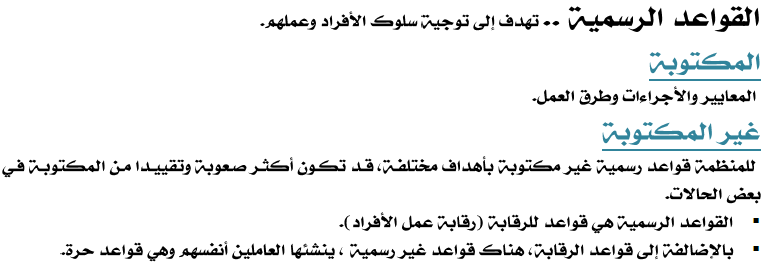 القواعد الرسمية .. تهدف إلى توجية سلوك الأفراد وعملهم.
المكتوبة
المعايير والأجراءات وطرق العمل.
غير المكتوبة
للمنظمة قواعد رسمية غير مكتوبة بأهداف مختلفة، قد تكون أكثر صعوبة وتقييدا من المكتوبة في
بعض الحالات.
▪ القواعد الرسمية هي قواعد للرقابة (رقابة عمل الأفراد).
▪ بالإضالفة إلى قواعد الرقابة، هناك قواعد غير رسمية ، ينشئها العاملين أنفسهم وهي قواعد حرة.